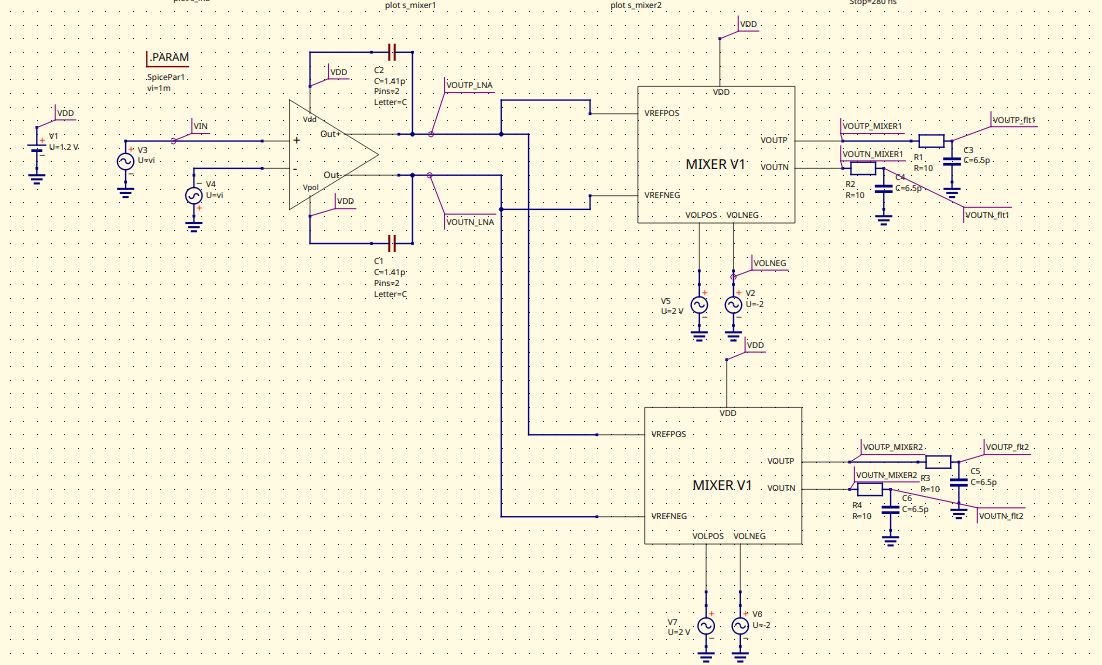 plot s_mixer1
plot s_mixer2
Stop=280 ns
.PARAM
SpicePar1
vi=1m
VDD
V1
U=1.2 V
VIN
V3
U=vi
V4
U=vi
VDD
C2
C=1.41p
Pins=2
Letter=C
Vdd
Out+
+
-
Out-
Vpol
VDD
C1
C=1.41p
Pins=2
Letter=C
VOUTP_LNA
VOUTN_LNA
VDD
VDD
VREFPOS
VOUTP
MIXER V1
VOUTN
VREFNEG
VOLPOS VOLNEG
VOUTP_MIXER1
VOUTN_MIXER1
R1
R=10
R2
R=10
C3
C=6.5p
C4
C=6.5p
VOUTP_flt1
VOUTN_flt1
VOLNEG
V5
U=2 V
V2
U=-2
VDD
VDD
VREFPOS
VOUTP
MIXER V1
VOUTN
VREFNEG
VOLPOS VOLNEG
VOUTP_MIXER2
VOUTN_MIXER2
R3
R=10
R4
R=10
C5
C=6.5p
C6
C=6.5p
VOUTP_flt2
VOUTN_flt2
V7
U=2 V
V6
U=-2